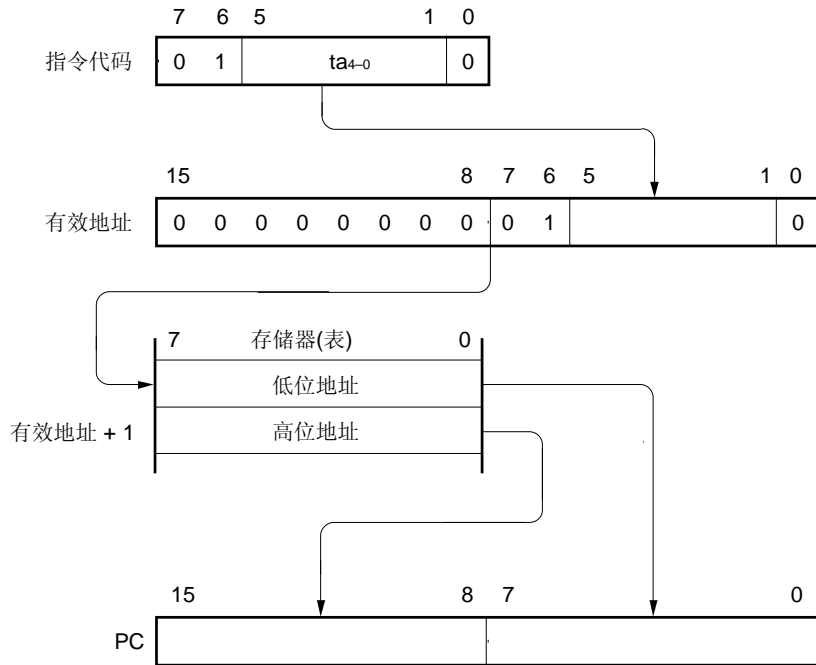 7 6 5 1 0
指令代码 0 1 ta4–0 0
15 8 7 6 5 1 0
有效地址 0 0 0 0 0 0 0 0 0 1 0
7 存储器(表) 0
低位地址
有效地址 + 1 高位地址
15 8 7 0
PC